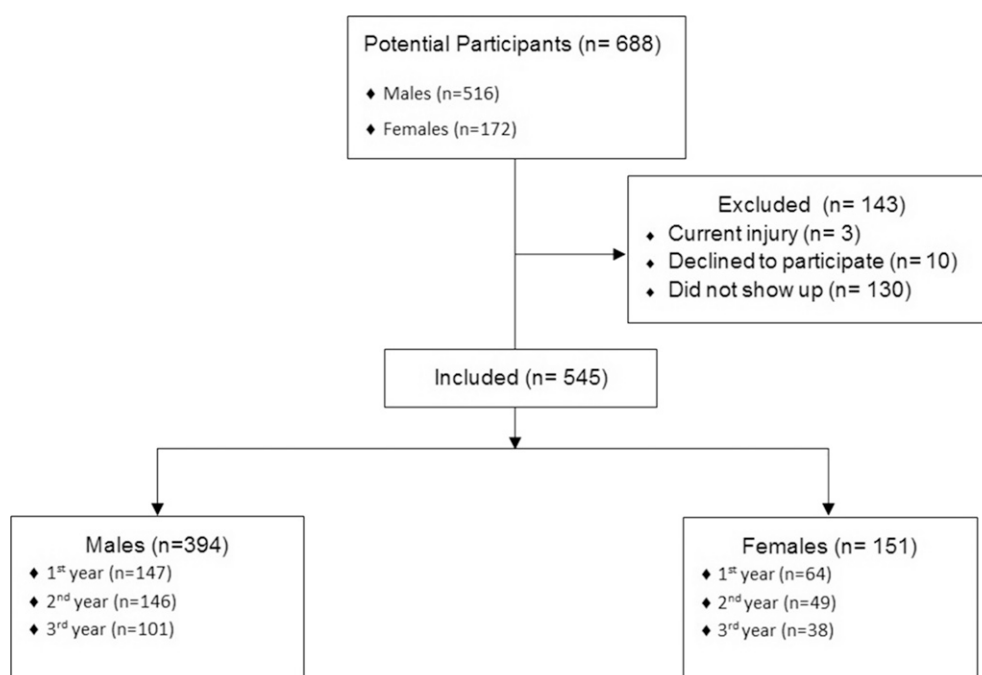 Potential Participants (n= 688)
♦ Males (n=516)
♦ Females (n=172)
Excluded (n= 143)
♦ Current injury (n= 3)
♦ Declined to participate (n= 10)
♦ Did not show up (n= 130)
Included (n= 545)
Males (n=394)
♦ 1st year (n=147)
♦ 2nd year (n=146)
♦ 3rd year (n=101)
Females (n= 151)
♦ 1st year (n=64)
♦ 2nd year (n=49)
♦ 3rd year (n=38)